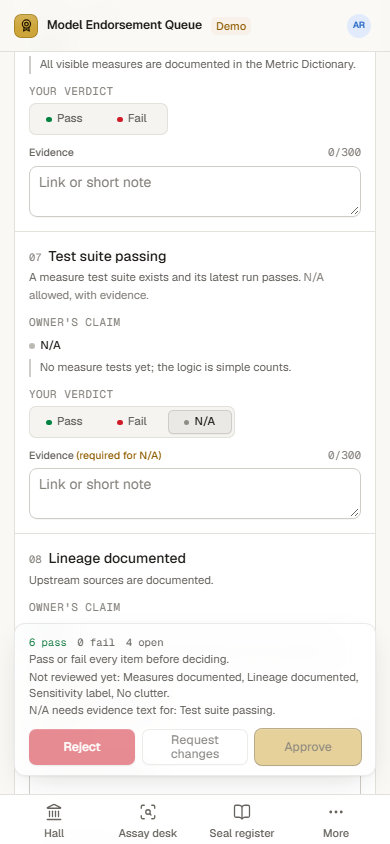 Model Endorsement Queue Demo AR
All visible measures are documented in the Metric Dictionary.
YOUR VERDICT
Pass Fail
Evidence 0/300
Link or short note
07 Test suite passing
A measure test suite exists and its latest run passes. N/A
allowed, with evidence.
OWNER'S CLAIM
N/A
No measure tests yet; the logic is simple counts.
YOUR VERDICT
Pass Fail N/A
Evidence (required for N/A) 0/300
Link or short note
08 Lineage documented
Upstream sources are documented.
OWNER'S CLAIM
6 pass 0 fail 4 open
Pass or fail every item before deciding.
Not reviewed yet: Measures documented, Lineage documented,
Sensitivity label, No clutter.
N/A needs evidence text for: Test suite passing.
Reject Request changes Approve
Hall Assay desk Seal register More